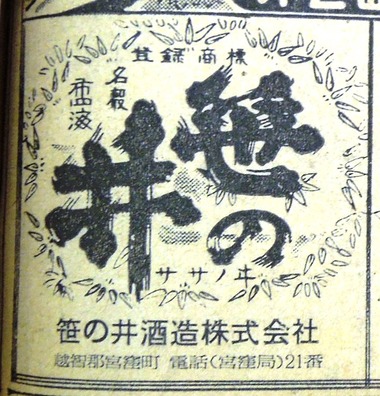 登録商標
笹の
井
ササノヰ
笹の井酒造株式会社
越智郡宮窪町 電話(宮窪局)21番